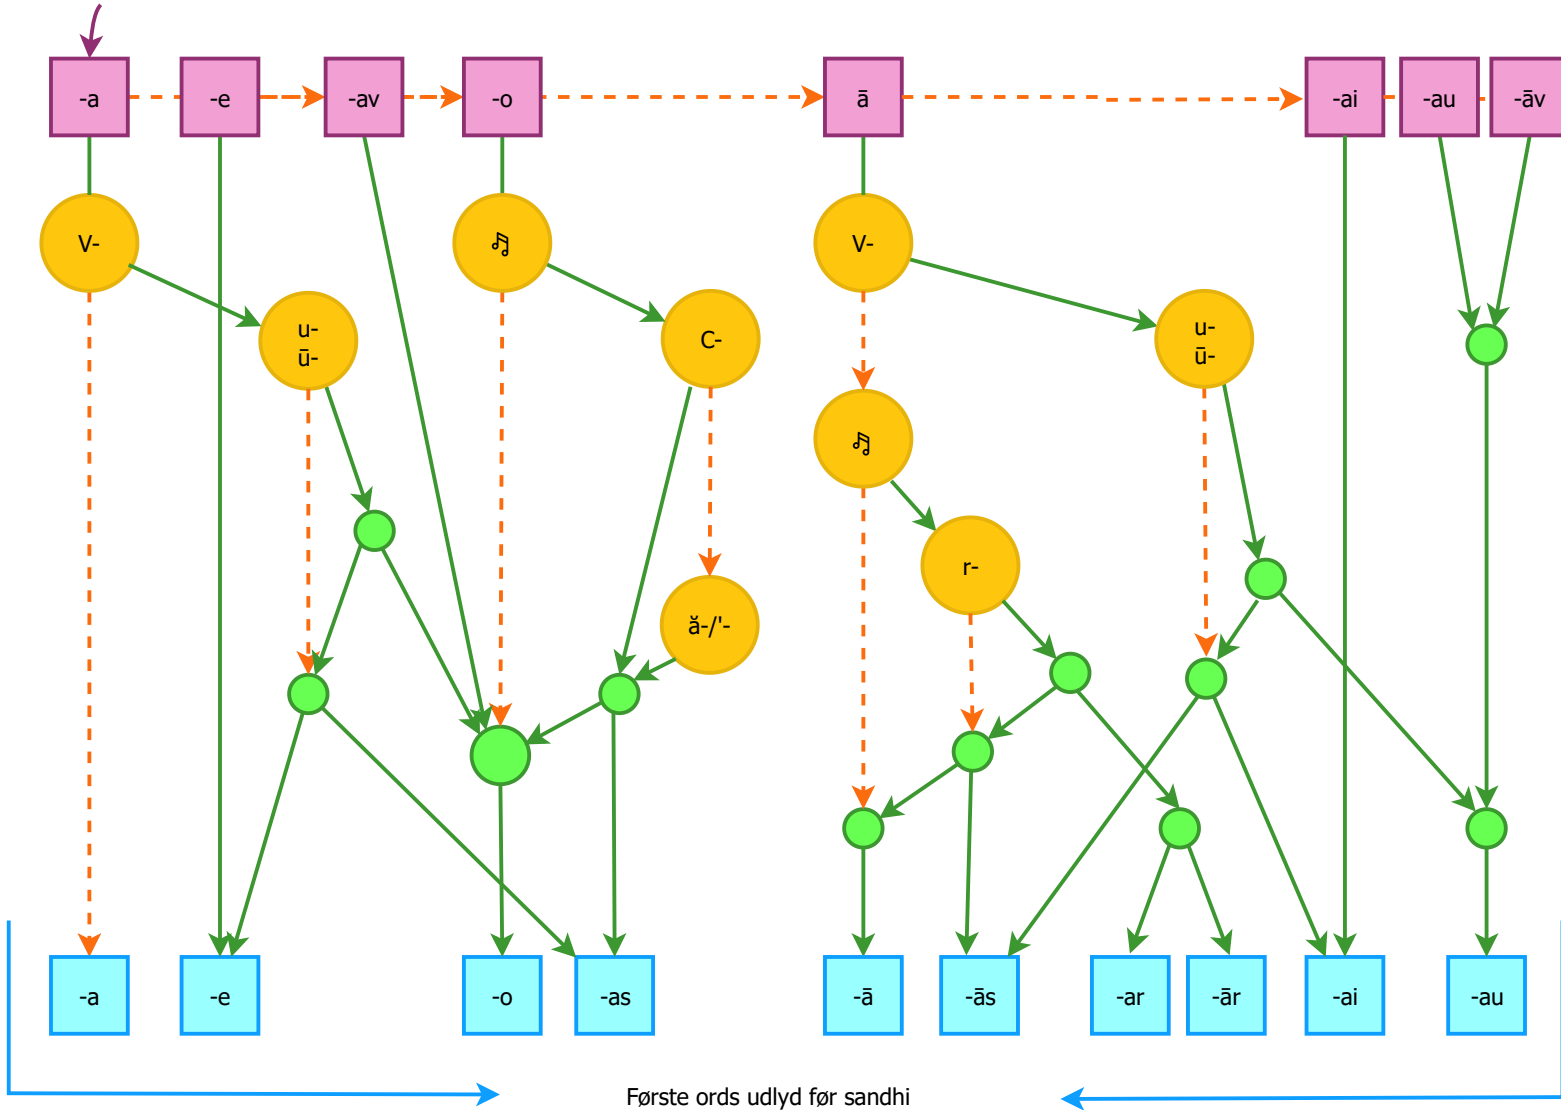 -a -e -av -o ā -ai -au -āv
V- V-
u-
ū-
C-
u-
ū-
r-
ă-/'-
-a -e -o -as -ā -ās -ar -ār -ai -au
Første ords udlyd før sandhi